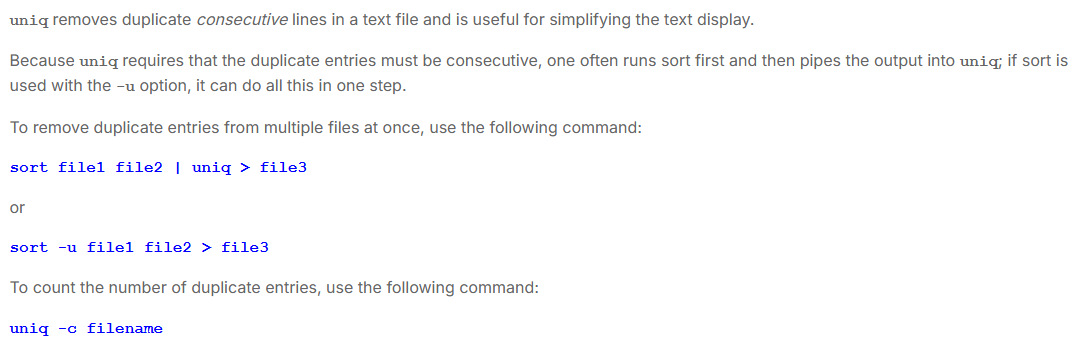 uniq removes duplicate consecutive lines in a text file and is useful for simplifying the text display.
Because uniq requires that the duplicate entries must be consecutive, one often runs sort first and then pipes the output into uniq; if sort is
used with the -u option, it can do all this in one step.
To remove duplicate entries from multiple files at once, use the following command:
sort file1 file2 | uniq > file3
or
sort -u file1 file2 > file3
To count the number of duplicate entries, use the following command:
uniq -c filename